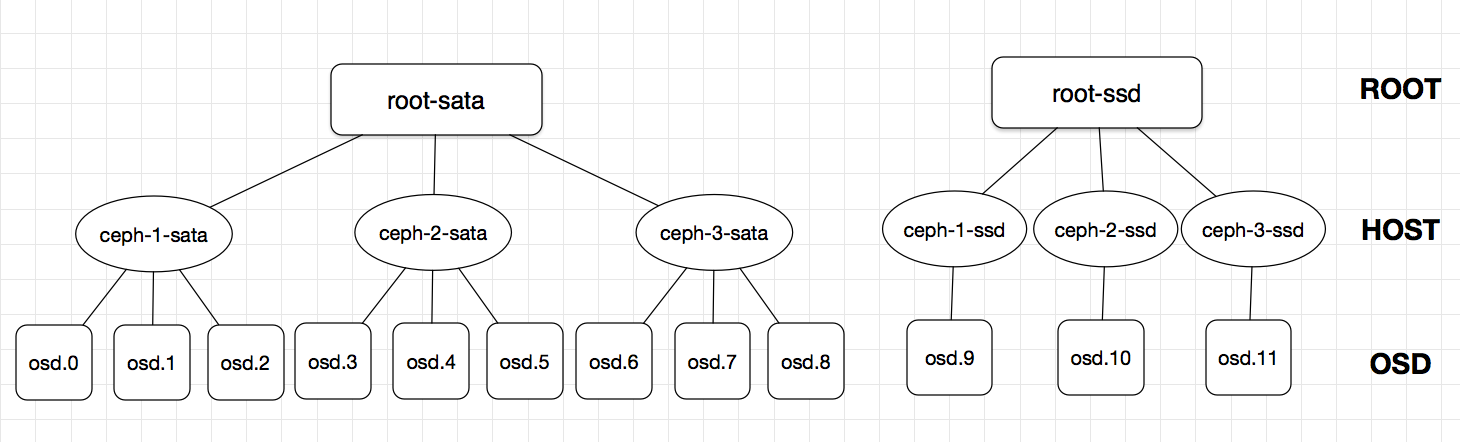 root-sata
root-ssd
ROOT
ceph-1-sata
ceph-2-sata
ceph-3-sata
ceph-1-ssd
ceph-2-ssd
ceph-3-ssd
HOST
osd.0
osd.1
osd.2
osd.3
osd.4
osd.5
osd.6
osd.7
osd.8
osd.9
osd.10
osd.11
OSD